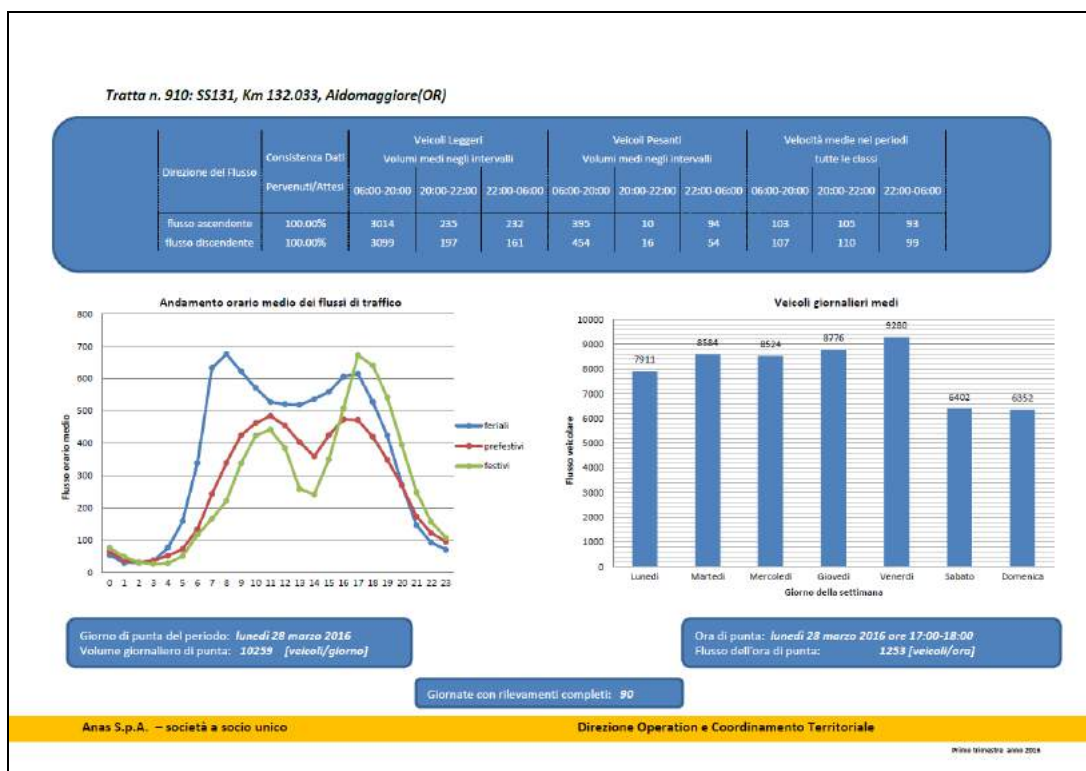 Tratta n. 910: SS131, Km 132.033, Aidomaggiore(OR)
Direzione del Flusso
Consistenza Dati
Pervenuti/Attesi
Veicoli Leggeri
Volumi medi negli intervalli
Veicoli Pesanti
Volumi medi negli intervalli
Velocità medie nei periodi
tutte le classi
06:00-20:00 20:00-22:00 22:00-06:00 06:00-20:00 20:00-22:00 22:00-06:00 06:00-20:00 20:00-22:00 22:00-06:00
flusso ascendente 100.00% 3014 235 232 395 10 94 103 105 93
flusso discendente 100.00% 3099 197 161 454 16 54 107 110 99
Andamento orario medio dei flussi di traffico
Flusso orario medio
800
700
600
500
400
300
200
100
0
0 1 2 3 4 5 6 7 8 9 10 11 12 13 14 15 16 17 18 19 20 21 22 23
feriali
prefestivi
festivi
Veicoli giornalieri medi
Flusso veicolare
10000
9000
8000
7000
6000
5000
4000
3000
2000
1000
0
7911 8584 8524 8776 9280 6402 6352
Lunedì Martedì Mercoledì Giovedì Venerdì Sabato Domenica
Giorno della settimana
Giorno di punta del periodo: lunedì 28 marzo 2016
Volume giornaliero di punta: 10259 [veicoli/giorno]
Ora di punta: lunedì 28 marzo 2016 ore 17:00-18:00
Flusso dell'ora di punta: 1253 [veicoli/ora]
Giornate con rilevamenti completi: 90
Anas S.p.A. – società a socio unico
Direzione Operation e Coordinamento Territoriale
Primo trimestre anno 2016